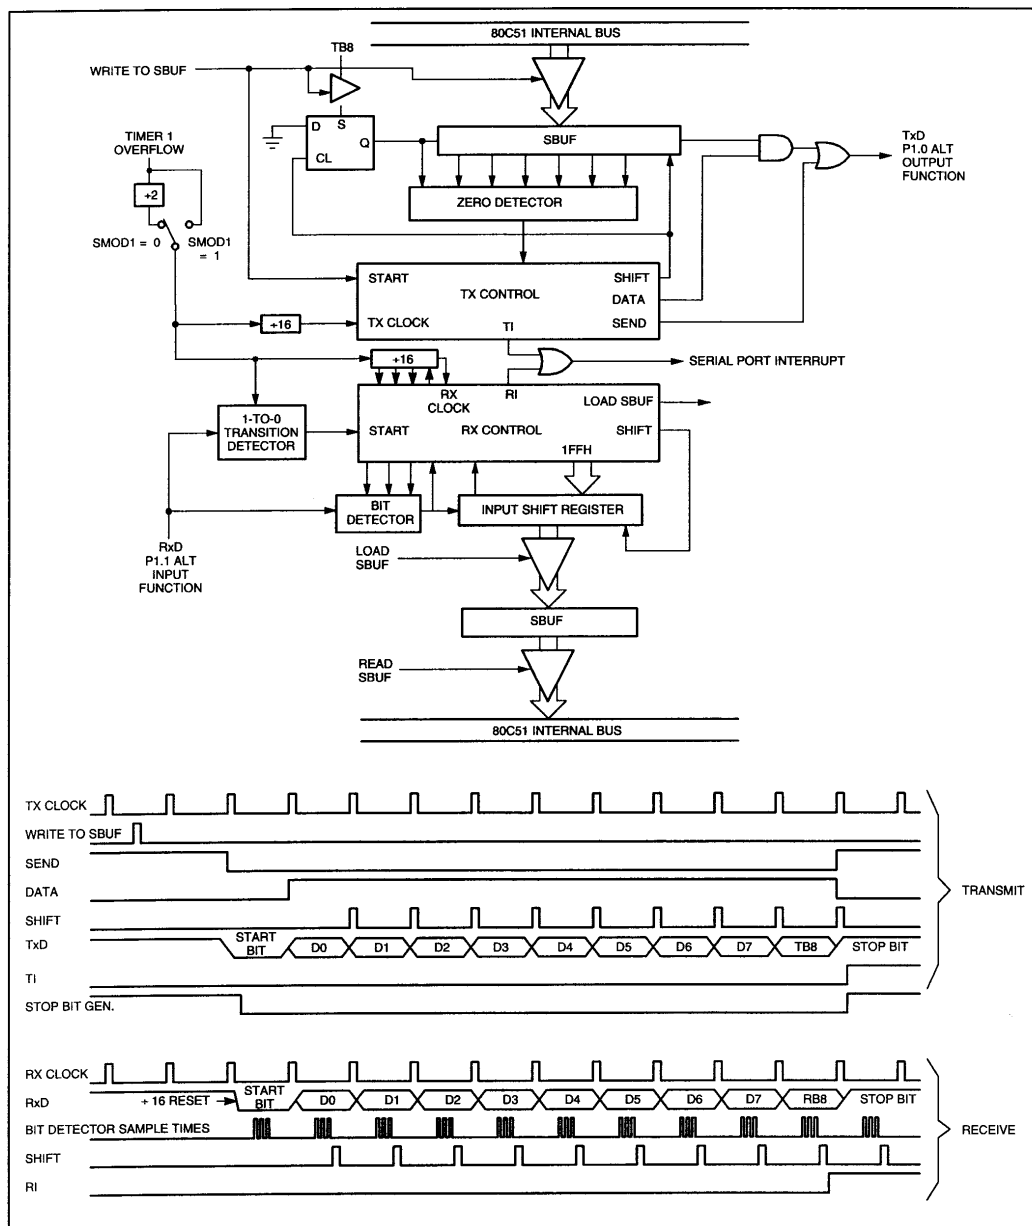 80C51 INTERNAL BUS
TB8
WRITE TO SBUF
D
S
Q
CL
SBUF
TxD
P1.0 ALT
OUTPUT
FUNCTION
TIMER 1
OVERFLOW
÷2
ZERO DETECTOR
SMOD1 = 0
SMOD1
= 1
START
SHIFT
TX CONTROL
DATA
TX CLOCK
TI
SEND
÷16
÷16
SERIAL PORT INTERRUPT
RX
CLOCK
RI
LOAD SBUF
1-TO-0
TRANSITION
DETECTOR
START
RX CONTROL
SHIFT
1FFH
BIT
DETECTOR
INPUT SHIFT REGISTER
RxD
P1.1 ALT
INPUT
FUNCTION
LOAD
SBUF
SBUF
READ
SBUF
80C51 INTERNAL BUS
TX CLOCK
WRITE TO SBUF
SEND
DATA
TRANSMIT
SHIFT
TxD START BIT D0 D1 D2 D3 D4 D5 D6 D7 TB8 STOP BIT
TI
STOP BIT GEN.
RX CLOCK
RxD ÷ 16 RESET START BIT D0 D1 D2 D3 D4 D5 D6 D7 RB8 STOP BIT
BIT DETECTOR SAMPLE TIMES
RECEIVE
SHIFT
RI